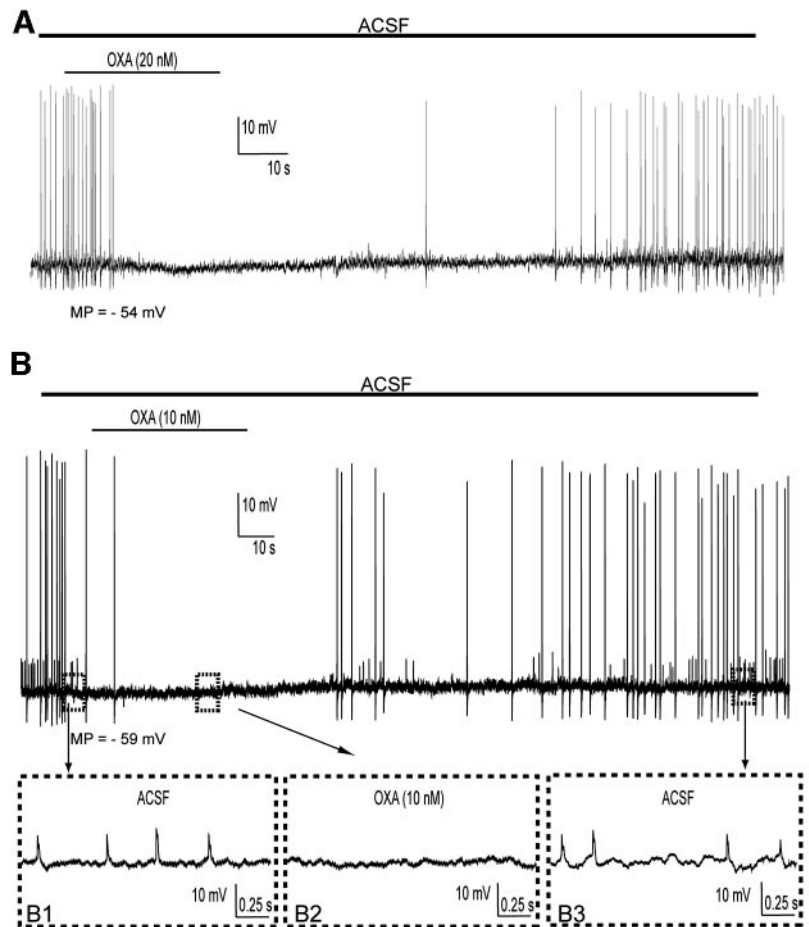 A
ACSF
OXA (20 nM)
10 mV
10 s
MP = - 54 mV
B
ACSF
OXA (10 nM)
10 mV
10 s
MP = - 59 mV
ACSF
10 mV
0.25 s
B1
OXA (10 nM)
10 mV
0.25 s
B2
ACSF
10 mV
0.25 s
B3